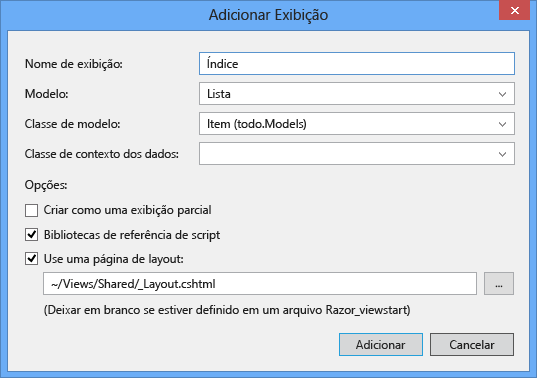 Adicionar Exibição
Nome de exibição: Índice
Modelo: Lista
Classe de modelo: Item (todo.Models)
Classe de contexto dos dados:
Opções:
Criar como uma exibição parcial
Bibliotecas de referência de script
Use uma página de layout:
~/Views/Shared/_Layout.cshtml ...
(Deixar em branco se estiver definido em um arquivo Razor_viewstart)
Adicionar Cancelar